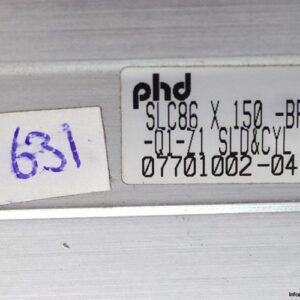 phd
SLC86 X 150 -BR
-Q1-Z1 SLD&CYL
07701002-04
631